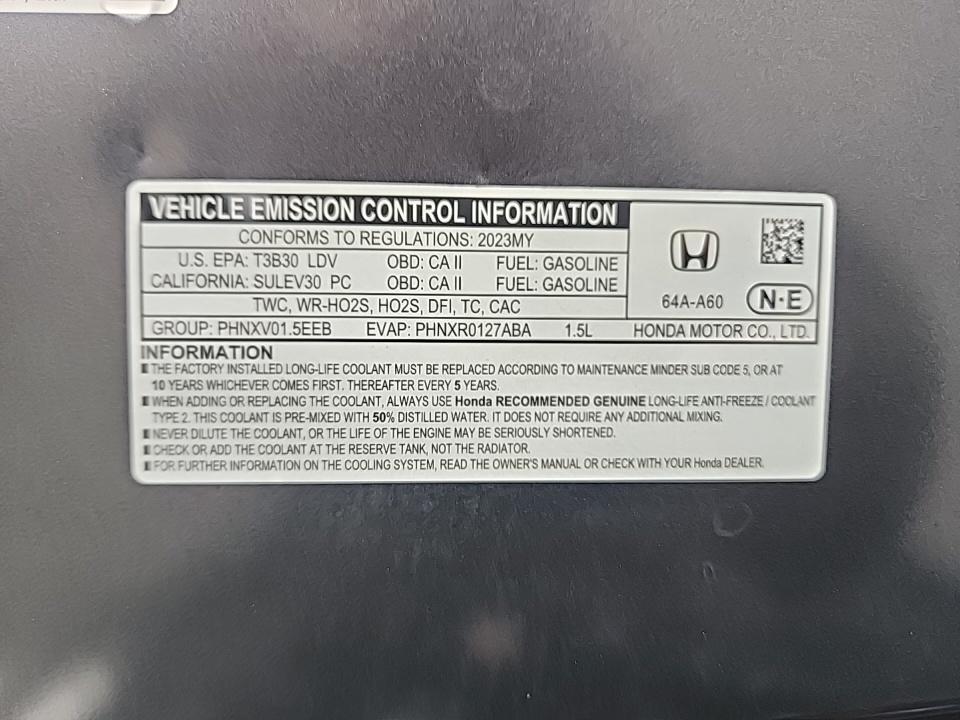 VEHICLE EMISSION CONTROL INFORMATION
CONFORMS TO REGULATIONS: 2023MY
U.S. EPA: T3B30 LDV OBD: CA II FUEL: GASOLINE
CALIFORNIA: SULEV30 PC OBD: CA II FUEL: GASOLINE
TWC, WR-HO2S, HO2S, DFI, TC, CAC
64A-A60 N·E
GROUP: PHNXV01.5EEB EVAP: PHNXR0127ABA 1.5L HONDA MOTOR CO., LTD.
INFORMATION
THE FACTORY INSTALLED LONG-LIFE COOLANT MUST BE REPLACED ACCORDING TO MAINTENANCE MINDER SUB CODE 5, OR AT
10 YEARS WHICHEVER COMES FIRST. THEREAFTER EVERY 5 YEARS.
WHEN ADDING OR REPLACING THE COOLANT, ALWAYS USE Honda RECOMMENDED GENUINE LONG-LIFE ANTI-FREEZE / COOLANT
TYPE 2. THIS COOLANT IS PRE-MIXED WITH 50% DISTILLED WATER. IT DOES NOT REQUIRE ANY ADDITIONAL MIXING.
NEVER DILUTE THE COOLANT, OR THE LIFE OF THE ENGINE MAY BE SERIOUSLY SHORTENED.
CHECK OR ADD THE COOLANT AT THE RESERVE TANK, NOT THE RADIATOR.
FOR FURTHER INFORMATION ON THE COOLING SYSTEM, READ THE OWNER'S MANUAL OR CHECK WITH YOUR Honda DEALER.